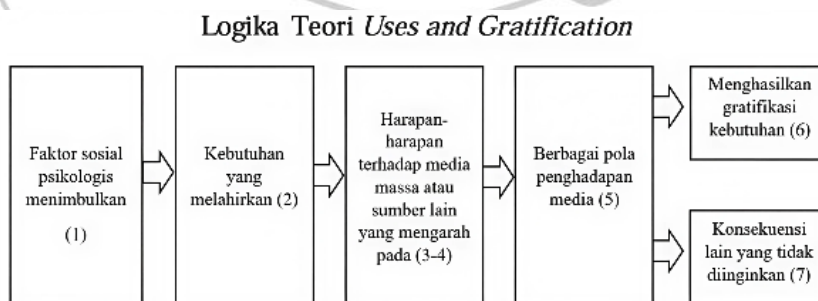 Logika Teori Uses and Gratification
Faktor sosial
psikologis
menimbulkan
(1)
Kebutuhan
yang
melahirkan (2)
Harapan-
harapan
terhadap media
massa atau
sumber lain
yang mengarah
pada (3-4)
Berbagai pola
penghadapan
media (5)
Menghasilkan
gratifikasi
kebutuhan (6)
Konsekuensi
lain yang tidak
diinginkan (7)